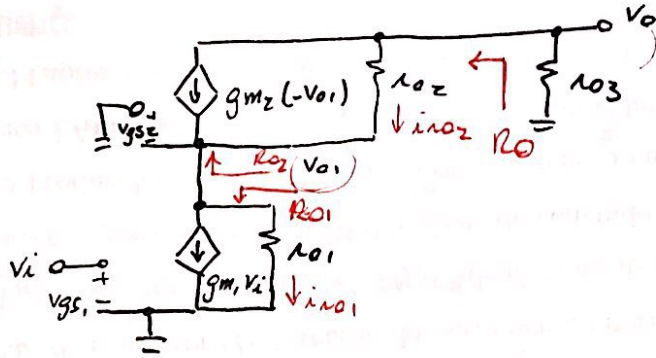 Vo
gm₂(-Vo1)
ro2
iro2
Ro
ro3
+
vgs2
-
Ro2
(Vo1)
Ro1
Vi
+
vgs₁
-
gm₁vi
ro1
iro1